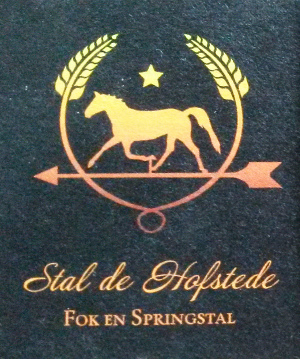 Stal de Hofstede
FOK EN SPRINGSTAL